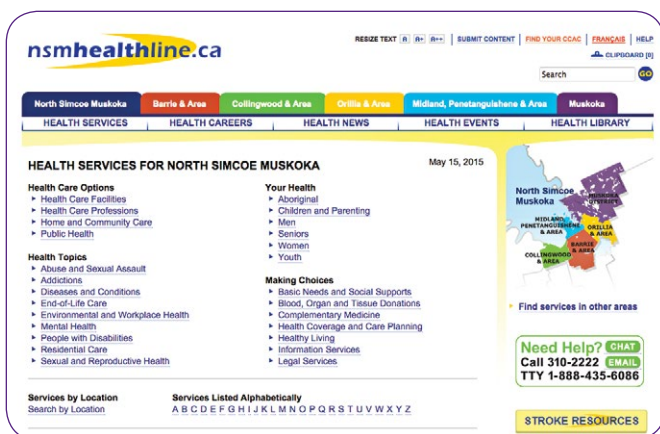 nsmhealthline.ca
RESIZE TEXT A A+ A++ | SUBMIT CONTENT | FIND YOUR CCAC | FRANÇAIS | HELP
CLIPBOARD [0]
Search GO
North Simcoe Muskoka Barrie & Area Collingwood & Area Orillia & Area Midland, Penetanguishene & Area Muskoka
HEALTH SERVICES HEALTH CAREERS HEALTH NEWS HEALTH EVENTS HEALTH LIBRARY
HEALTH SERVICES FOR NORTH SIMCOE MUSKOKA May 15, 2015
Health Care Options
Health Care Facilities
Health Care Professions
Home and Community Care
Public Health
Health Topics
Abuse and Sexual Assault
Addictions
Diseases and Conditions
End-of-Life Care
Environmental and Workplace Health
Mental Health
People with Disabilities
Residential Care
Sexual and Reproductive Health
Your Health
Aboriginal
Children and Parenting
Men
Seniors
Women
Youth
Making Choices
Basic Needs and Social Supports
Blood, Organ and Tissue Donations
Complementary Medicine
Health Coverage and Care Planning
Healthy Living
Information Services
Legal Services
Services by Location
Search by Location
Services Listed Alphabetically
A B C D E F G H I J K L M N O P Q R S T U V W X Y Z
North Simcoe
Muskoka
MUSKOKA
DISTRICT
MIDLAND,
PENETANGUISHENE
& AREA
ORILLIA
& AREA
BARRIE
& AREA
COLLINGWOOD
& AREA
Find services in other areas
Need Help? CHAT
Call 310-2222 EMAIL
TTY 1-888-435-6086
STROKE RESOURCES